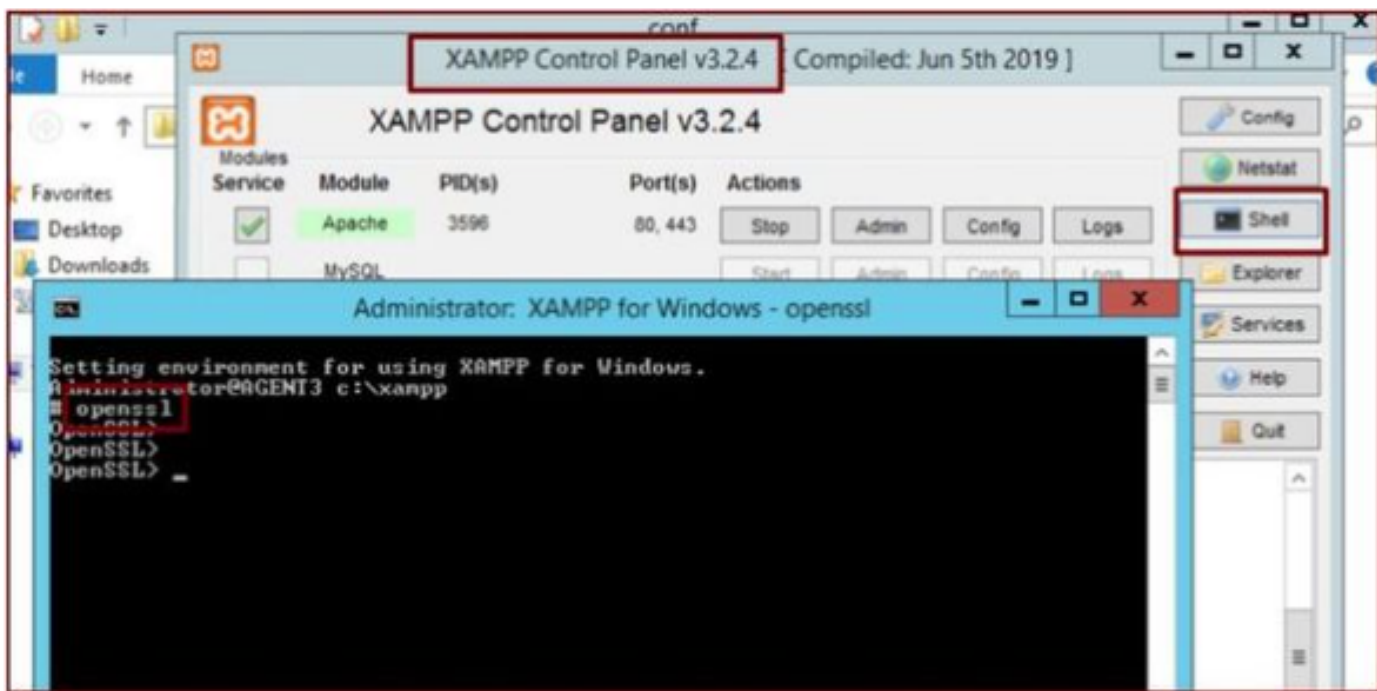 conf
XAMPP Control Panel v3.2.4 [ Compiled: Jun 5th 2019 ]
Home
XAMPP Control Panel v3.2.4
Config
Modules
Service Module PID(s) Port(s) Actions
Netstat
Favorites
Apache 3596 80, 443 Stop Admin Config Logs
Shell
Desktop
Downloads
MySQL Start Admin Config Logs
Explorer
Administrator: XAMPP for Windows - openssl
Services
Setting environment for using XAMPP for Windows.
Administrator@AGENT3 c:\xampp
# openssl
OpenSSL>
OpenSSL>
OpenSSL> _
Help
Quit